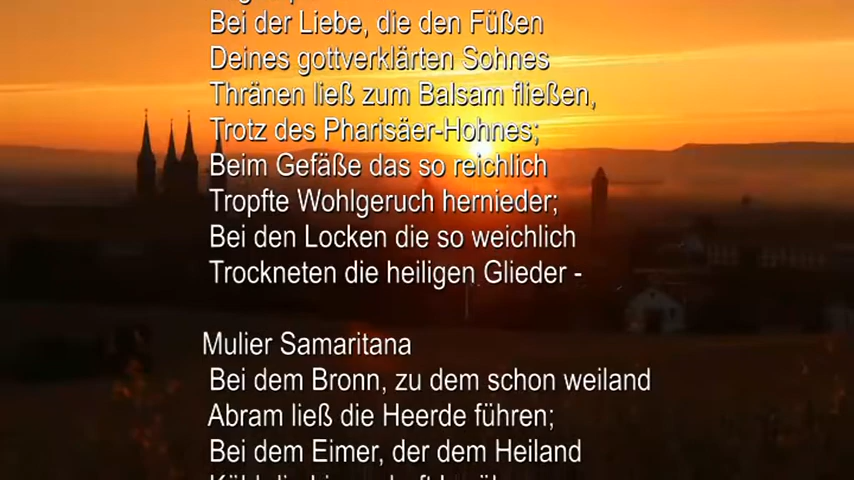 Bei der Liebe, die den Füßen
Deines gottverklärten Sohnes
Thränen ließ zum Balsam fließen,
Trotz des Pharisäer-Hohnes;
Beim Gefäße das so reichlich
Tropfte Wohlgeruch hernieder;
Bei den Locken die so weichlich
Trockneten die heiligen Glieder -
Mulier Samaritana
Bei dem Bronn, zu dem schon weiland
Abram ließ die Heerde führen;
Bei dem Eimer, der dem Heiland